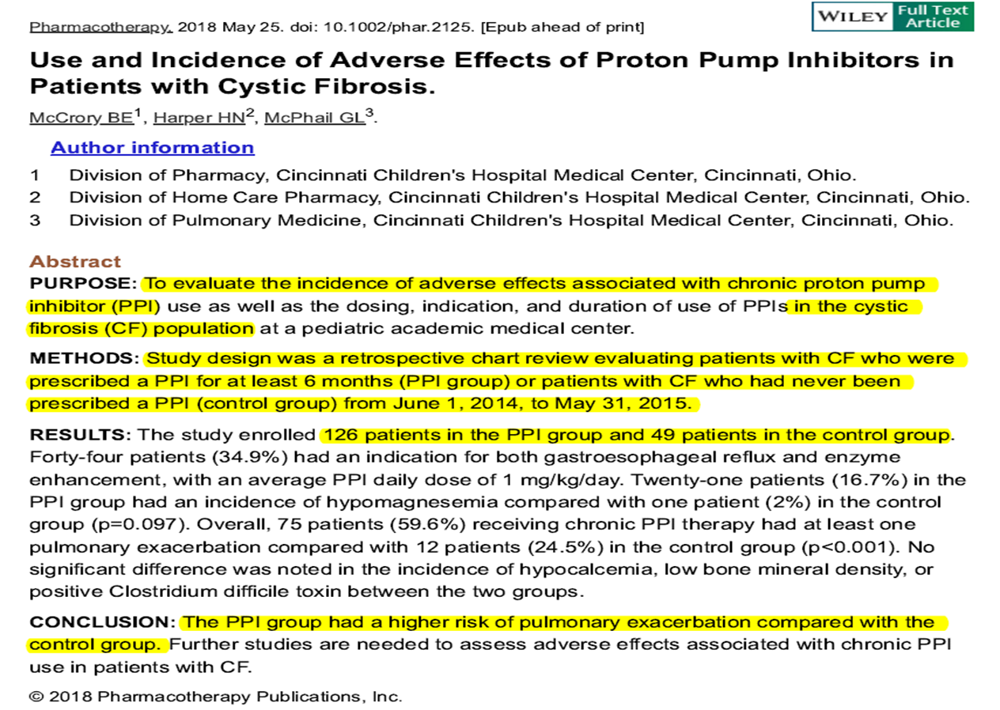 WILEY Full Text Article
Pharmacotherapy. 2018 May 25. doi: 10.1002/phar.2125. [Epub ahead of print]
Use and Incidence of Adverse Effects of Proton Pump Inhibitors in
Patients with Cystic Fibrosis.
McCrory BE1, Harper HN2, McPhail GL3.
Author information
1 Division of Pharmacy, Cincinnati Children's Hospital Medical Center, Cincinnati, Ohio.
2 Division of Home Care Pharmacy, Cincinnati Children's Hospital Medical Center, Cincinnati, Ohio.
3 Division of Pulmonary Medicine, Cincinnati Children's Hospital Medical Center, Cincinnati, Ohio.
Abstract
PURPOSE: To evaluate the incidence of adverse effects associated with chronic proton pump
inhibitor (PPI) use as well as the dosing, indication, and duration of use of PPIs in the cystic
fibrosis (CF) population at a pediatric academic medical center.
METHODS: Study design was a retrospective chart review evaluating patients with CF who were
prescribed a PPI for at least 6 months (PPI group) or patients with CF who had never been
prescribed a PPI (control group) from June 1, 2014, to May 31, 2015.
RESULTS: The study enrolled 126 patients in the PPI group and 49 patients in the control group.
Forty-four patients (34.9%) had an indication for both gastroesophageal reflux and enzyme
enhancement, with an average PPI daily dose of 1 mg/kg/day. Twenty-one patients (16.7%) in the
PPI group had an incidence of hypomagnesemia compared with one patient (2%) in the control
group (p=0.097). Overall, 75 patients (59.6%) receiving chronic PPI therapy had at least one
pulmonary exacerbation compared with 12 patients (24.5%) in the control group (p<0.001). No
significant difference was noted in the incidence of hypocalcemia, low bone mineral density, or
positive Clostridium difficile toxin between the two groups.
CONCLUSION: The PPI group had a higher risk of pulmonary exacerbation compared with the
control group. Further studies are needed to assess adverse effects associated with chronic PPI
use in patients with CF.
© 2018 Pharmacotherapy Publications, Inc.